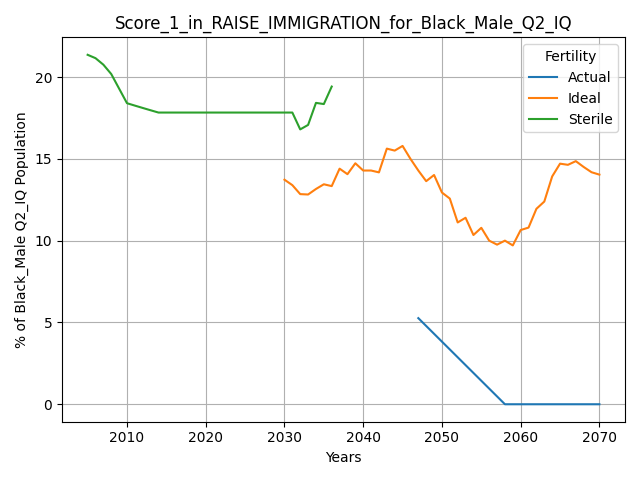 Score_1_in_RAISE_IMMIGRATION_for_Black_Male_Q2_IQ
Fertility
Actual
Ideal
Sterile
% of Black_Male Q2_IQ Population
20
15
10
5
0
2010 2020 2030 2040 2050 2060 2070
Years